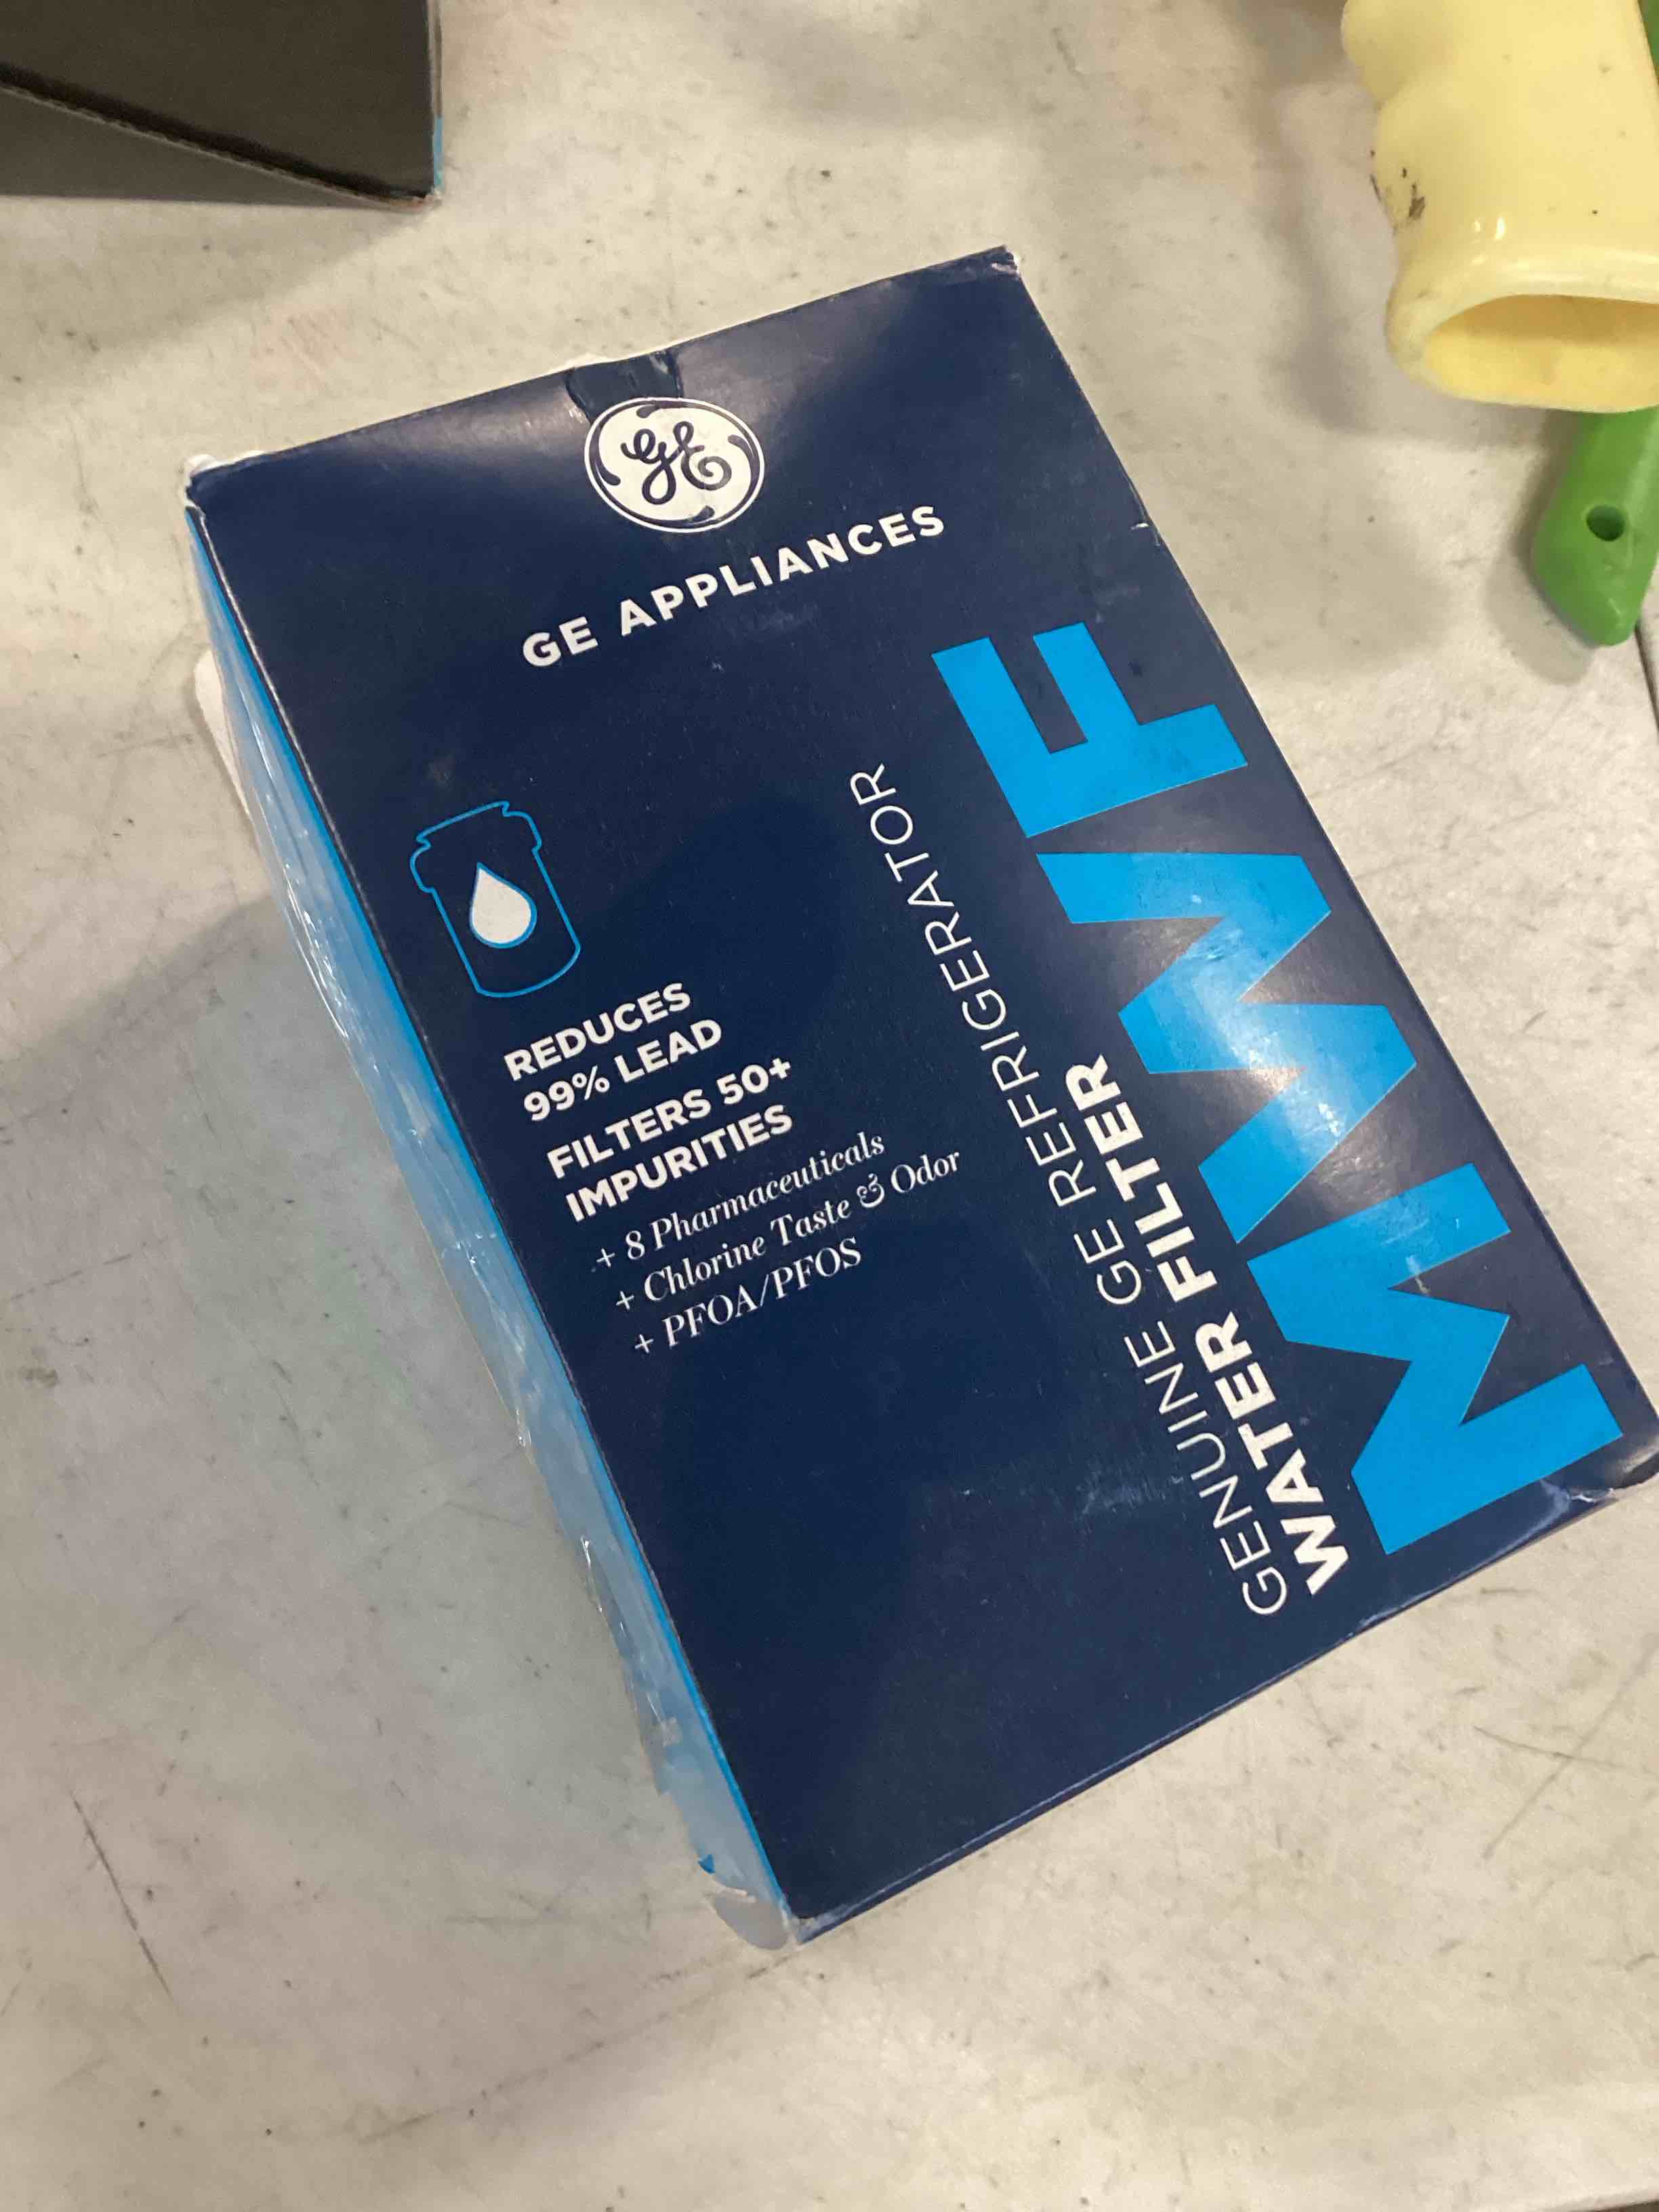 GE
GE APPLIANCES
REDUCES
99% LEAD
FILTERS 50+
IMPURITIES
+ 8 Pharmaceuticals
+ Chlorine Taste & Odor
+ PFOA/PFOS
GENUINE GE REFRIGERATOR
WATER FILTER
MWF